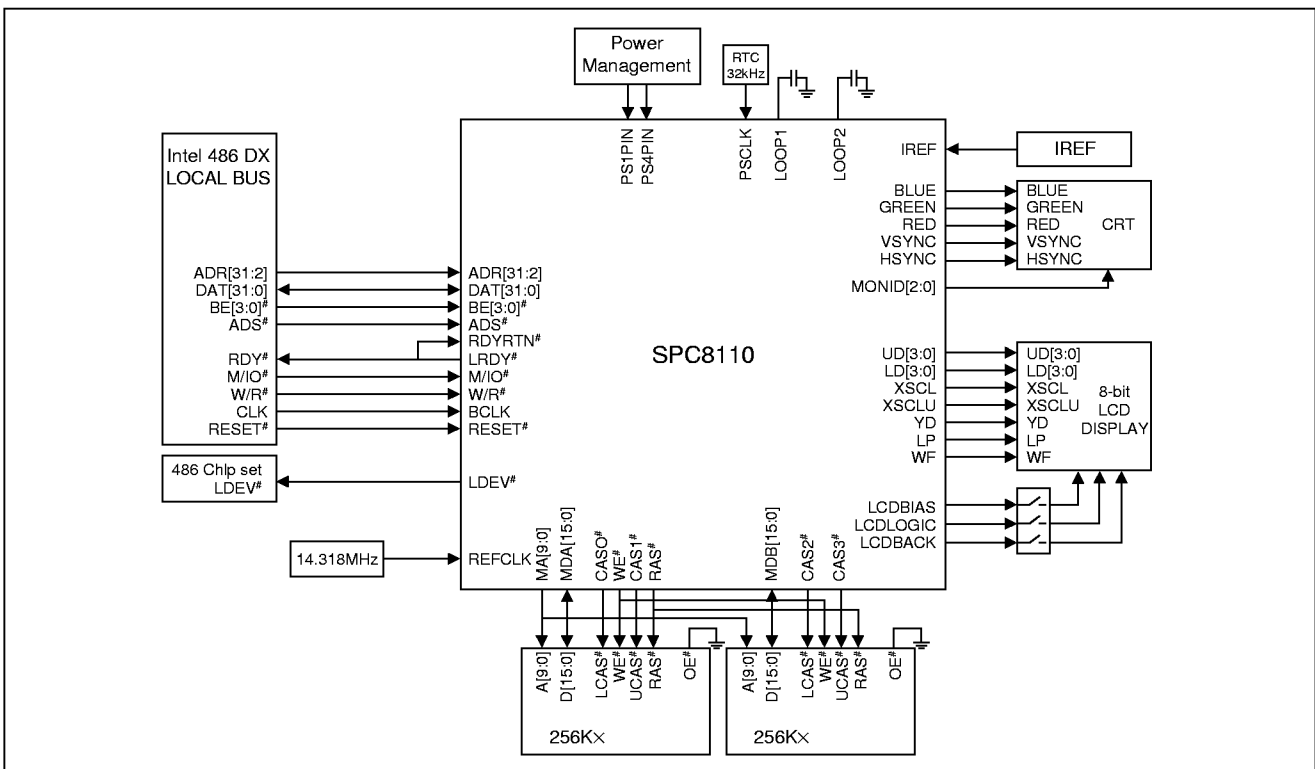 Power
Management
RTC
32kHz
PS1PIN
PS4PIN
PSCLK
LOOP1
LOOP2
Intel 486 DX
LOCAL BUS
ADR[31:2]
DAT[31:0]
BE[3:0]#
ADS#
RDY#
M/IO#
W/R#
CLK
RESET#
486 Chip set
LDEV#
14.318MHz
ADR[31:2]
DAT[31:0]
BE[3:0]#
ADS#
RDYRTN#
LRDY#
M/IO#
W/R#
BCLK
RESET#
LDEV#
REFCLK
SPC8110
IREF
BLUE
GREEN
RED
VSYNC
HSYNC
MONID[2:0]
UD[3:0]
LD[3:0]
XSCL
XSCLU
YD
LP
WF
LCDBIAS
LCDLOGIC
LCDBACK
IREF
BLUE
GREEN
RED
VSYNC
HSYNC
CRT
UD[3:0]
LD[3:0]
XSCL
XSCLU
YD
LP
WF
8-bit
LCD
DISPLAY
MA[9:0]
MDA[15:0]
CASO#
WE#
CAS1#
RAS#
MDB[15:0]
CAS2#
CAS3#
A[9:0]
D[15:0]
LCAS#
WE#
UCAS#
RAS#
OE#
256K×
A[9:0]
D[15:0]
LCAS#
WE#
UCAS#
RAS#
OE#
256K×